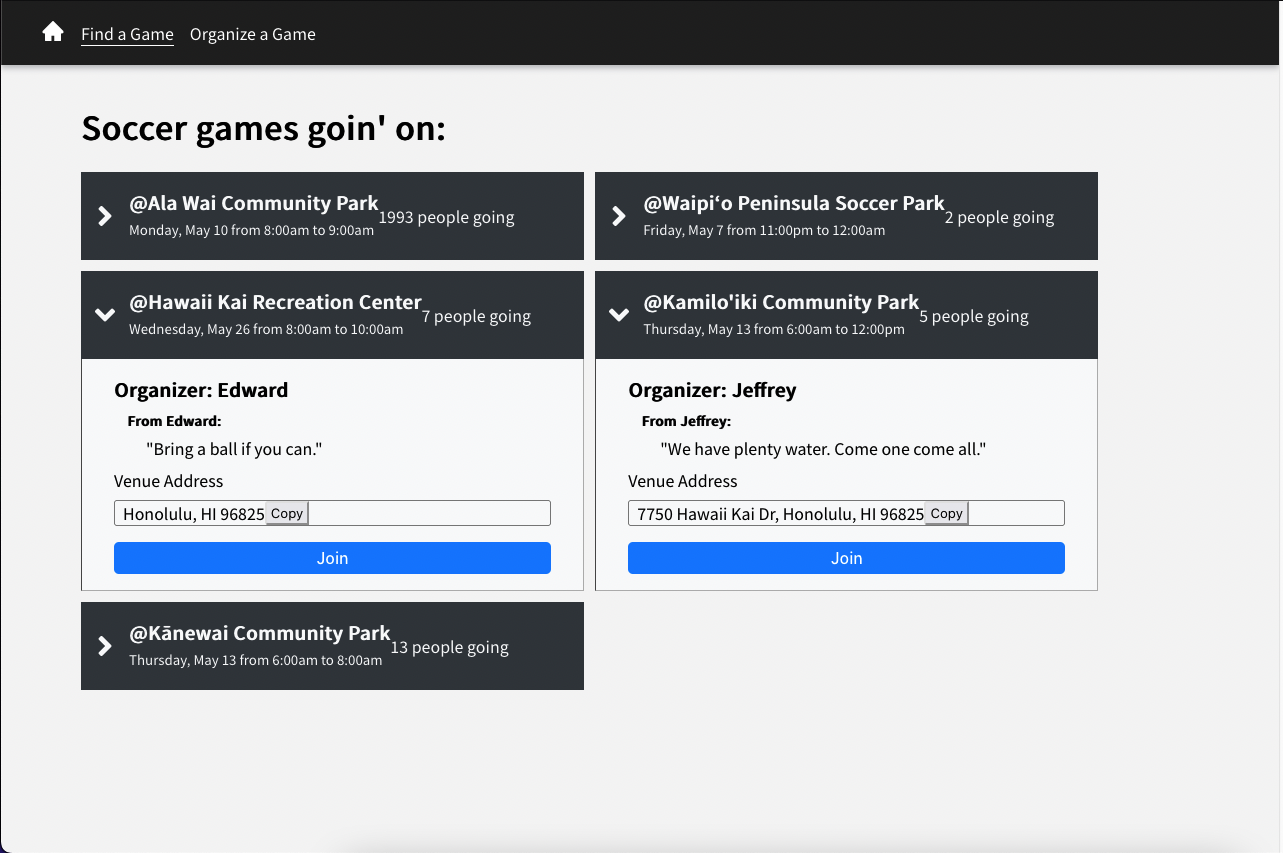 Find a Game Organize a Game
Soccer games goin' on:
@Ala Wai Community Park
1993 people going
Monday, May 10 from 8:00am to 9:00am
@Waipiʻo Peninsula Soccer Park
2 people going
Friday, May 7 from 11:00pm to 12:00am
@Hawaii Kai Recreation Center
7 people going
Wednesday, May 26 from 8:00am to 10:00am
Organizer: Edward
From Edward:
"Bring a ball if you can."
Venue Address
Honolulu, HI 96825 Copy
Join
@Kamilo'iki Community Park
5 people going
Thursday, May 13 from 6:00am to 12:00pm
Organizer: Jeffrey
From Jeffrey:
"We have plenty water. Come one come all."
Venue Address
7750 Hawaii Kai Dr, Honolulu, HI 96825 Copy
Join
@Kānewai Community Park
13 people going
Thursday, May 13 from 6:00am to 8:00am